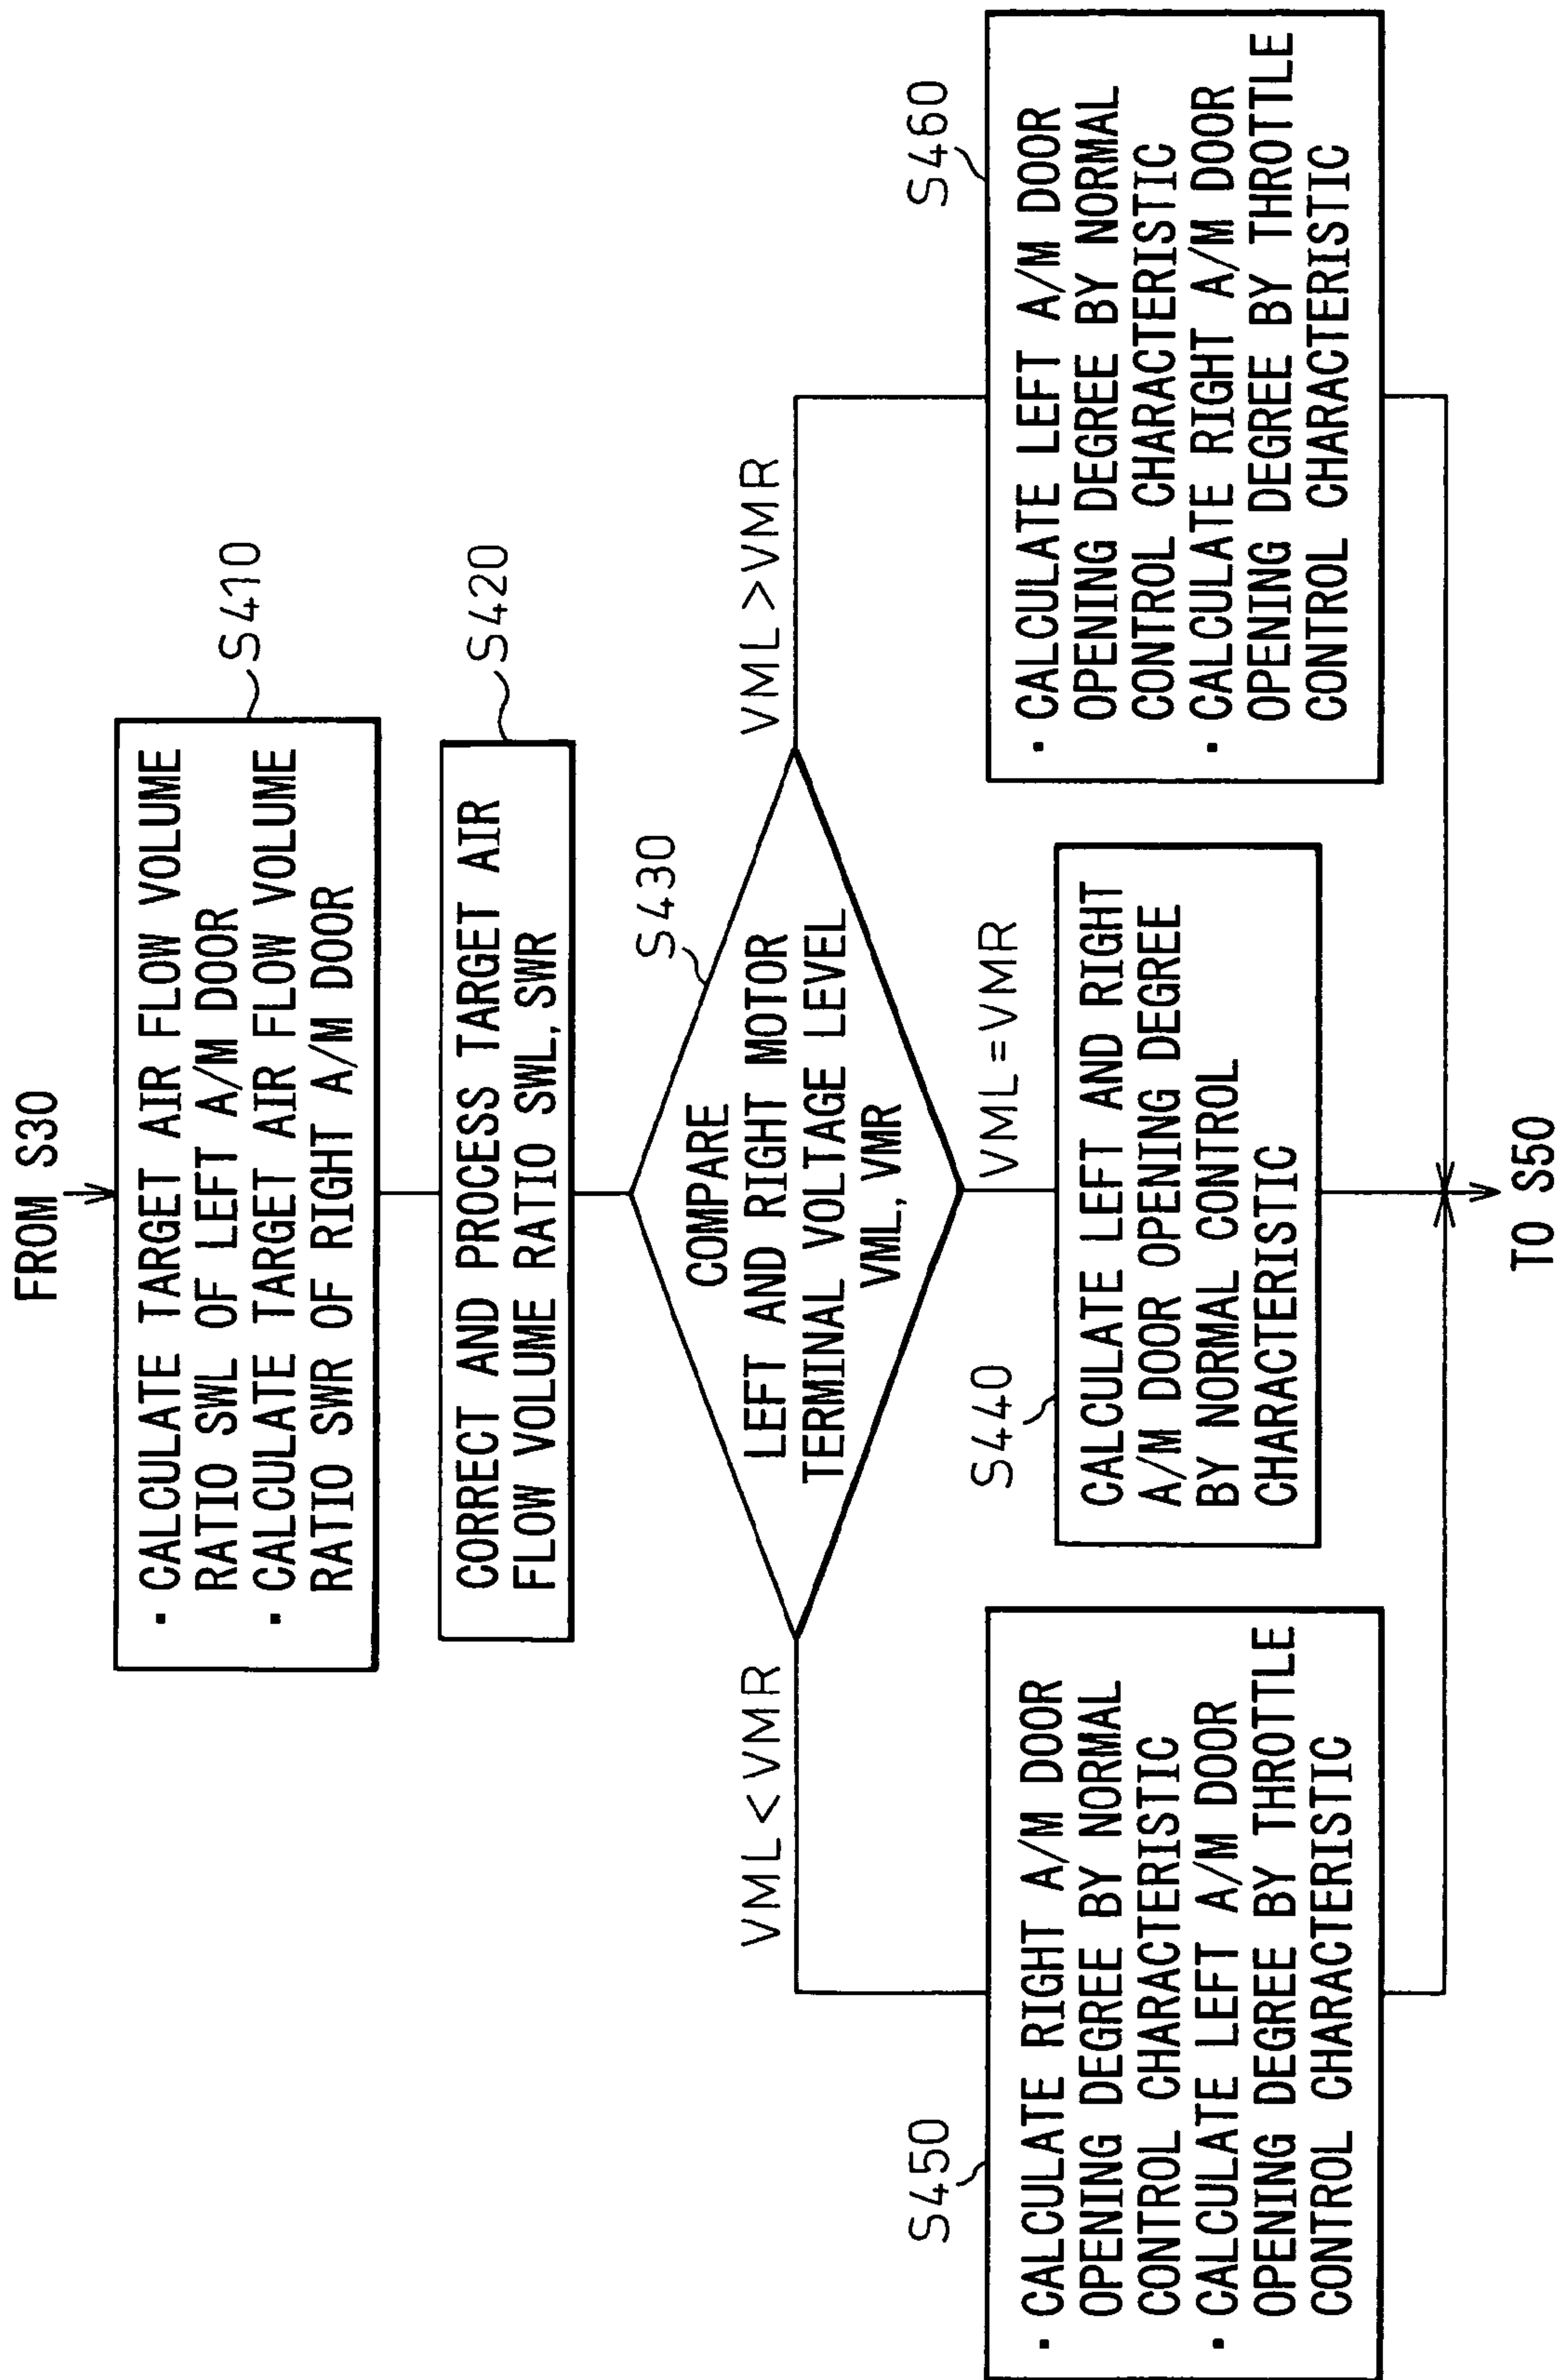 FROM S30
· CALCULATE TARGET AIR FLOW VOLUME
RATIO SWL OF LEFT A/M DOOR
· CALCULATE TARGET AIR FLOW VOLUME
RATIO SWR OF RIGHT A/M DOOR
S410
CORRECT AND PROCESS TARGET AIR
FLOW VOLUME RATIO SWL, SWR
S420
COMPARE
LEFT AND RIGHT MOTOR
TERMINAL VOLTAGE LEVEL
VML, VMR
S430
VML<VMR
VML=VMR
VML>VMR
S450
· CALCULATE RIGHT A/M DOOR
OPENING DEGREE BY NORMAL
CONTROL CHARACTERISTIC
· CALCULATE LEFT A/M DOOR
OPENING DEGREE BY THROTTLE
CONTROL CHARACTERISTIC
S440
CALCULATE LEFT AND RIGHT
A/M DOOR OPENING DEGREE
BY NORMAL CONTROL
CHARACTERISTIC
S460
· CALCULATE LEFT A/M DOOR
OPENING DEGREE BY NORMAL
CONTROL CHARACTERISTIC
· CALCULATE RIGHT A/M DOOR
OPENING DEGREE BY THROTTLE
CONTROL CHARACTERISTIC
TO S50